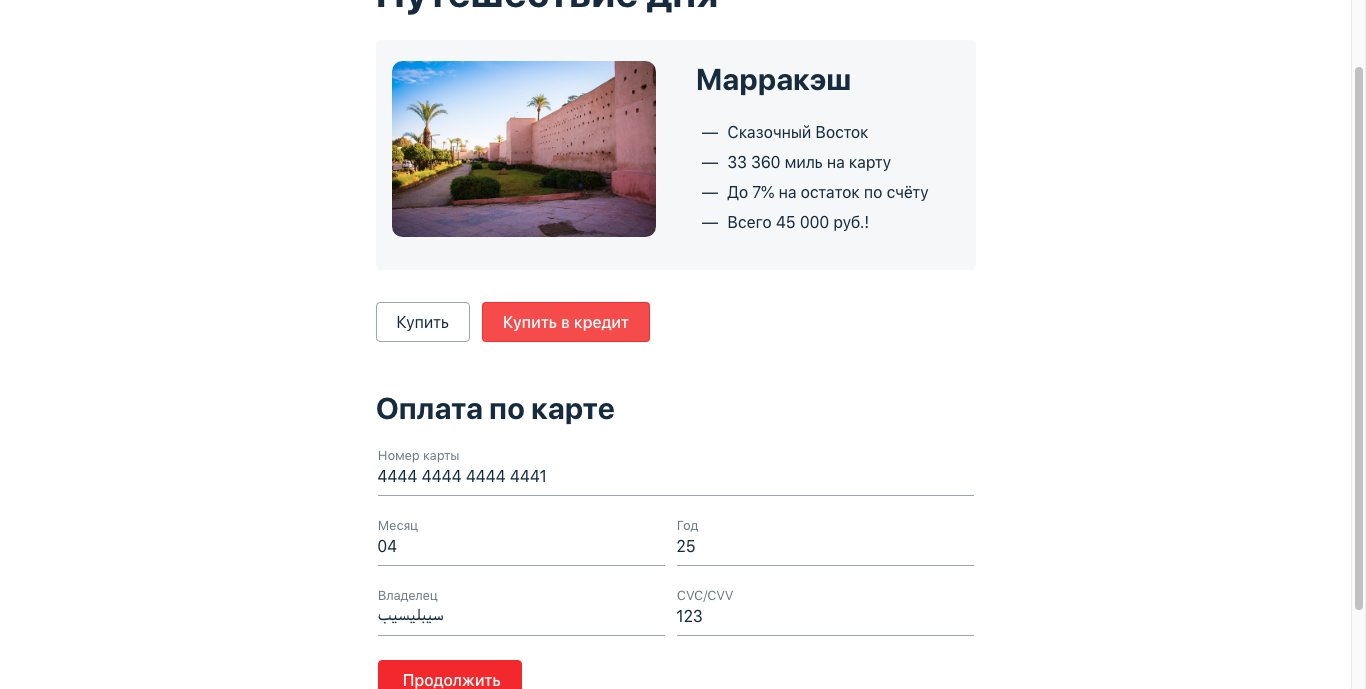 Путешествие дня
Марракэш
— Сказочный Восток
— 33 360 миль на карту
— До 7% на остаток по счёту
— Всего 45 000 руб.!
Купить
Купить в кредит
Оплата по карте
Номер карты
4444 4444 4444 4441
Месяц
Год
04
25
Владелец
CVC/CVV
سيبليسيب
123
Продолжить